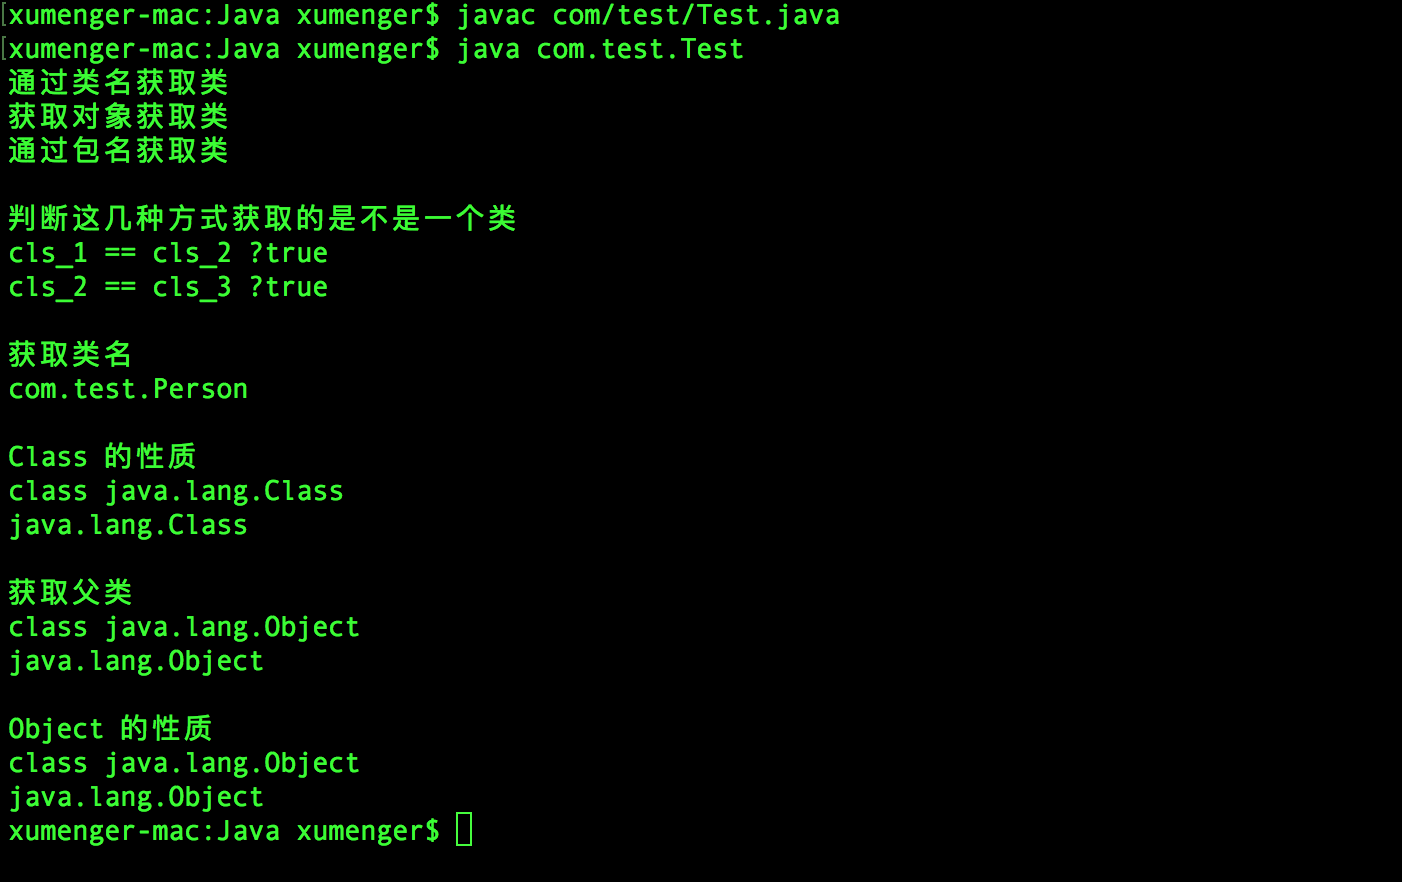 xumenger-mac:Java xumenger$ javac com/test/Test.java
xumenger-mac:Java xumenger$ java com.test.Test
通过类名获取类
获取对象获取类
通过包名获取类
判断这几种方式获取的是不是一个类
cls_1 == cls_2 ?true
cls_2 == cls_3 ?true
获取类名
com.test.Person
Class 的性质
class java.lang.Class
java.lang.Class
获取父类
class java.lang.Object
java.lang.Object
Object 的性质
class java.lang.Object
java.lang.Object
xumenger-mac:Java xumenger$